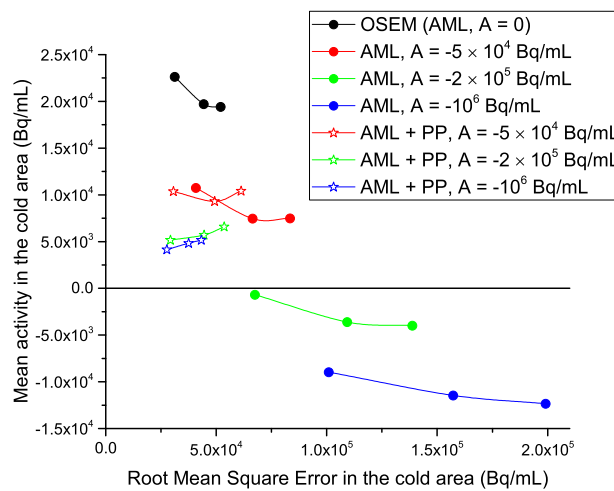 OSEM (AML, A = 0)
AML, A = -5 × 10⁴ Bq/mL
AML, A = -2 × 10⁵ Bq/mL
AML, A = -10⁶ Bq/mL
AML + PP, A = -5 × 10⁴ Bq/mL
AML + PP, A = -2 × 10⁵ Bq/mL
AML + PP, A = -10⁶ Bq/mL
Mean activity in the cold area (Bq/mL)
2.5x10⁴
2.0x10⁴
1.5x10⁴
1.0x10⁴
5.0x10³
0.0
-5.0x10³
-1.0x10⁴
-1.5x10⁴
0.0 5.0x10⁴ 1.0x10⁵ 1.5x10⁵ 2.0x10⁵
Root Mean Square Error in the cold area (Bq/mL)